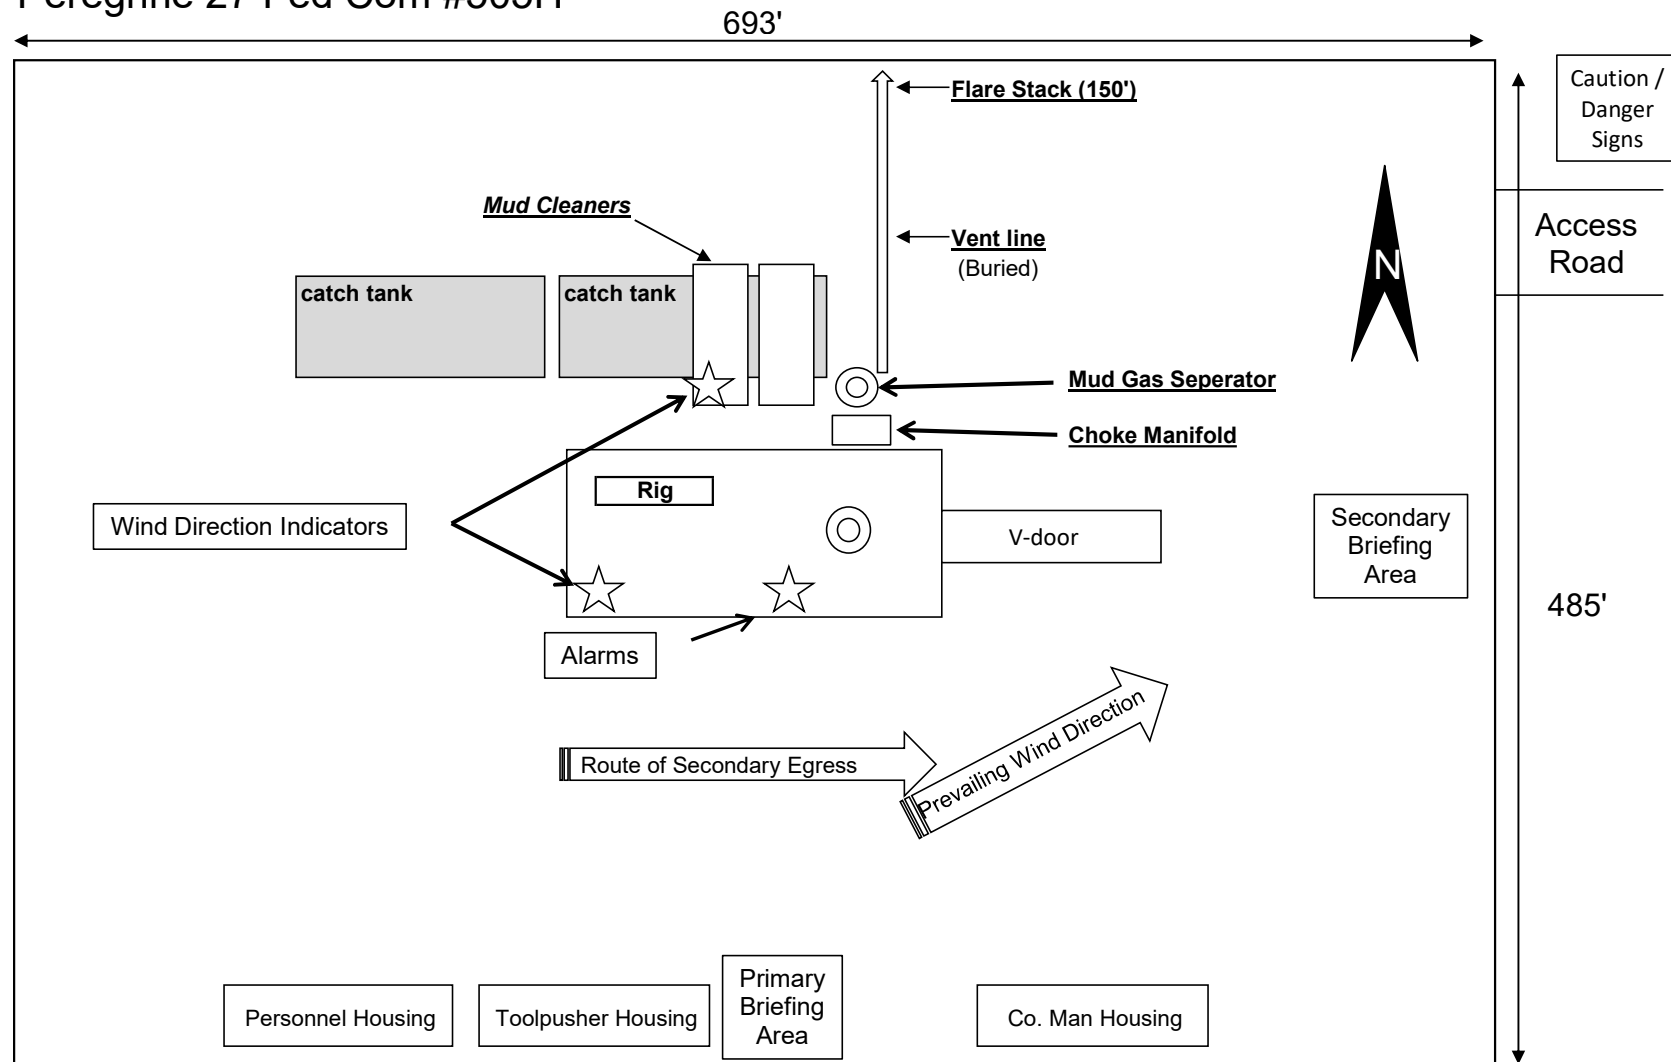 693'
Flare Stack (150')
Caution /
Danger
Signs
Mud Cleaners
Vent line
(Buried)
Access
Road
N
catch tank
catch tank
Mud Gas Seperator
Choke Manifold
Rig
Wind Direction Indicators
V-door
Secondary
Briefing
Area
485'
Alarms
Prevailing Wind Direction
Route of Secondary Egress
Personnel Housing
Toolpusher Housing
Primary
Briefing
Area
Co. Man Housing